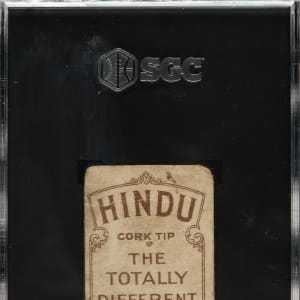 SGC
HINDU
CORK TIP
THE
TOTALLY
DIFFERENT